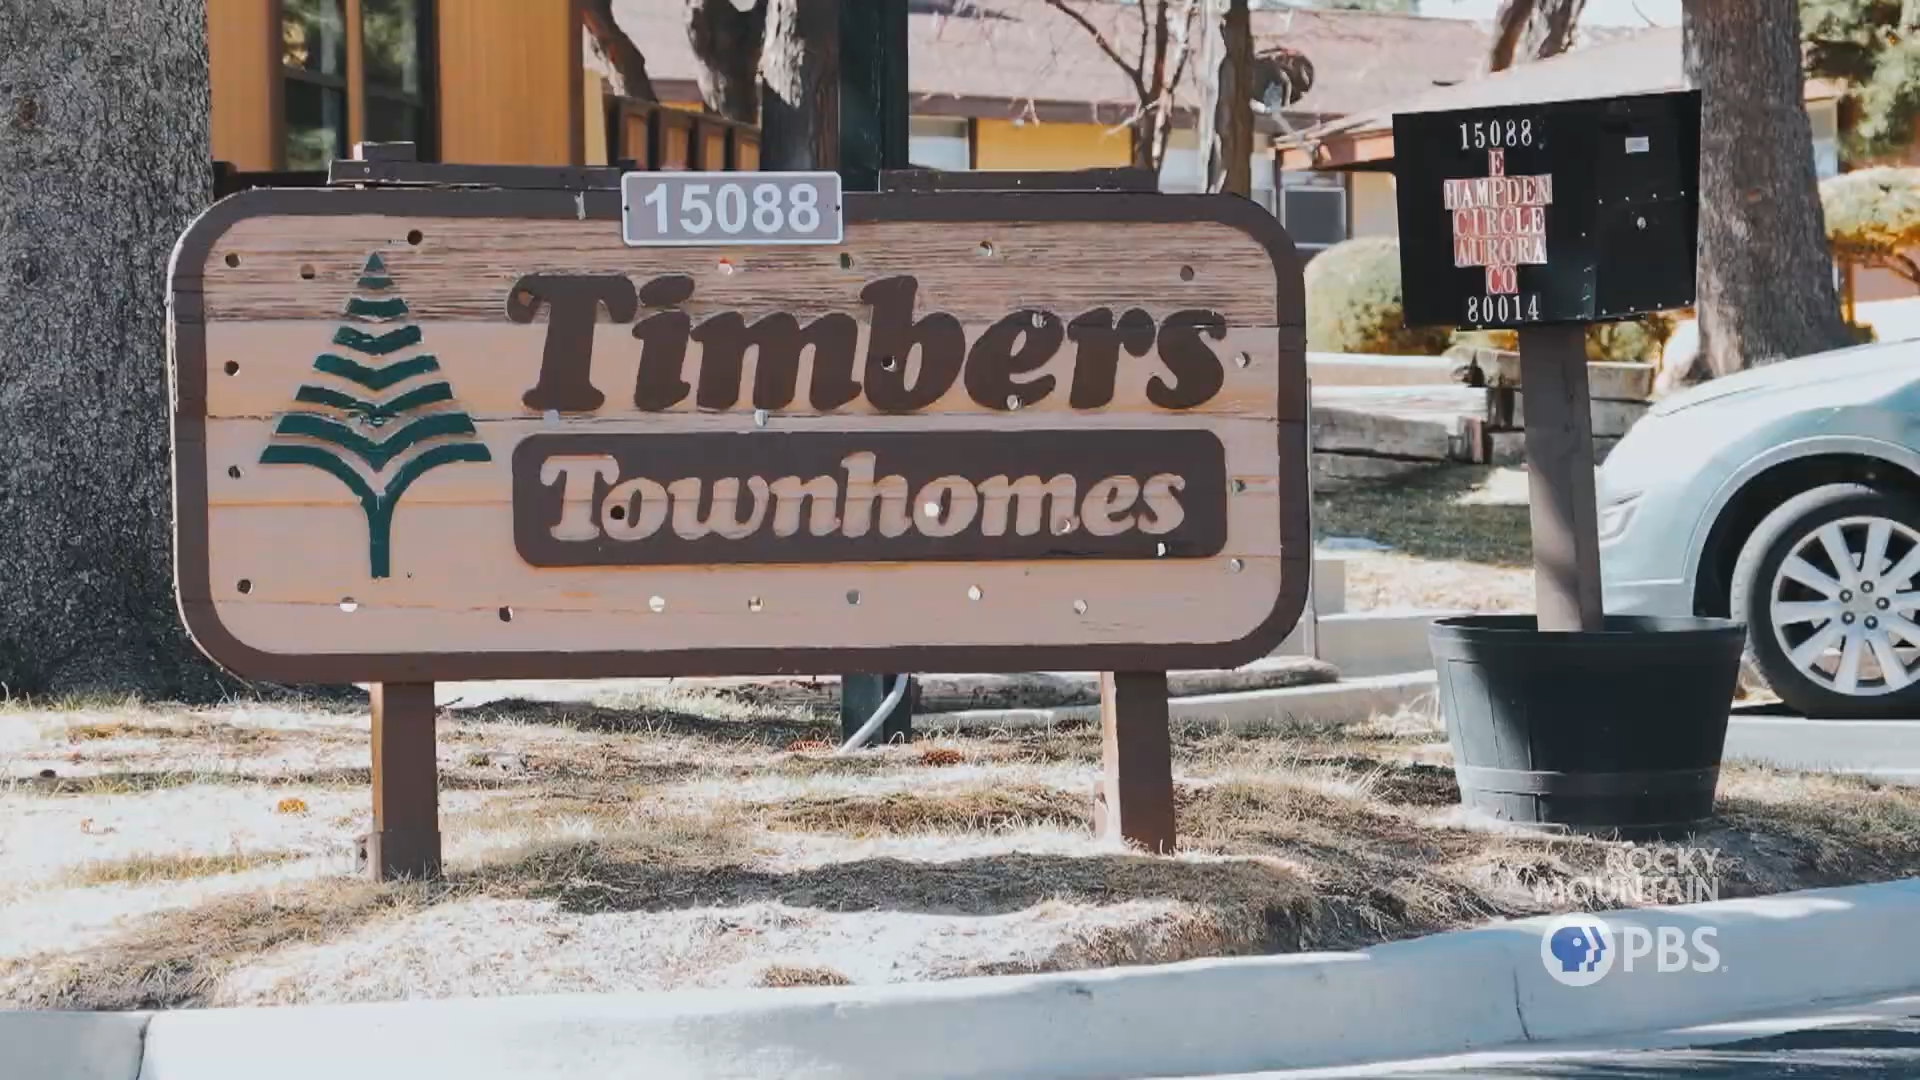 15088
Timbers
Townhomes
15088
E
HAMPDEN
CIRCLE
AURORA
CO
80014
ROCKY
MOUNTAIN
PBS